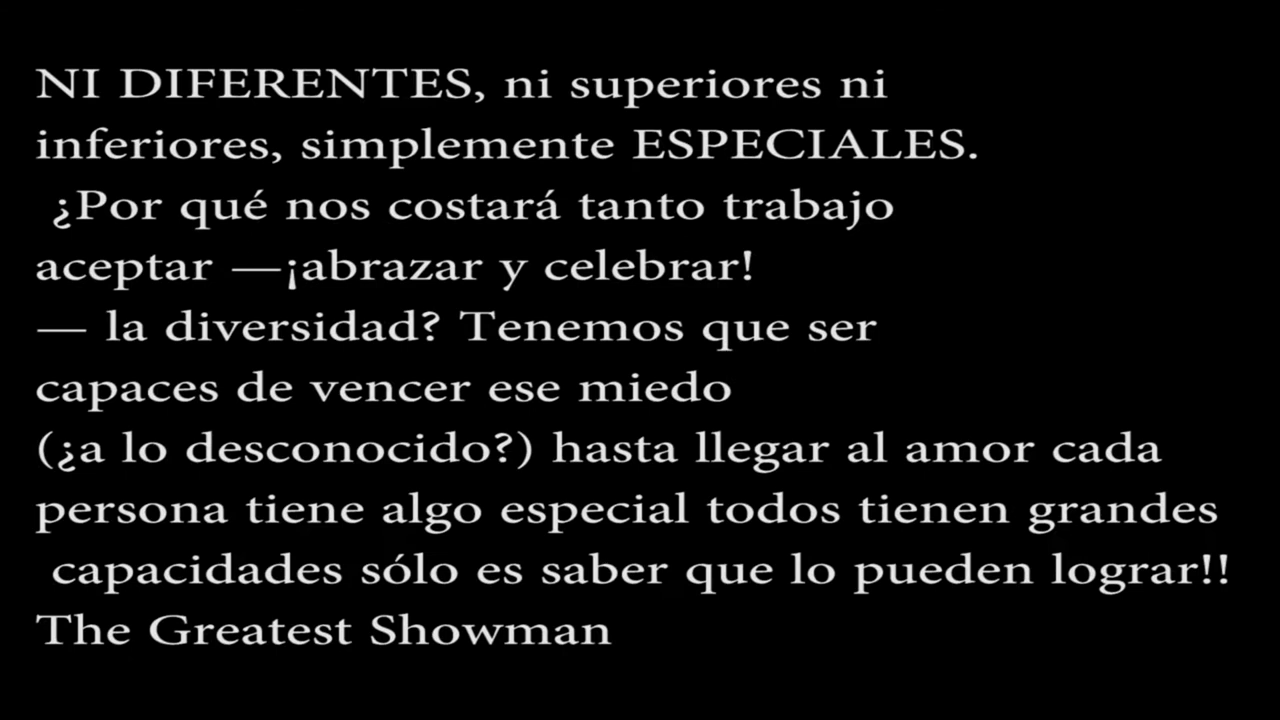 NI DIFERENTES, ni superiores ni
inferiores, simplemente ESPECIALES.
¿Por qué nos costará tanto trabajo
aceptar —¡abrazar y celebrar!
— la diversidad? Tenemos que ser
capaces de vencer ese miedo
(¿a lo desconocido?) hasta llegar al amor cada
persona tiene algo especial todos tienen grandes
capacidades sólo es saber que lo pueden lograr!!
The Greatest Showman